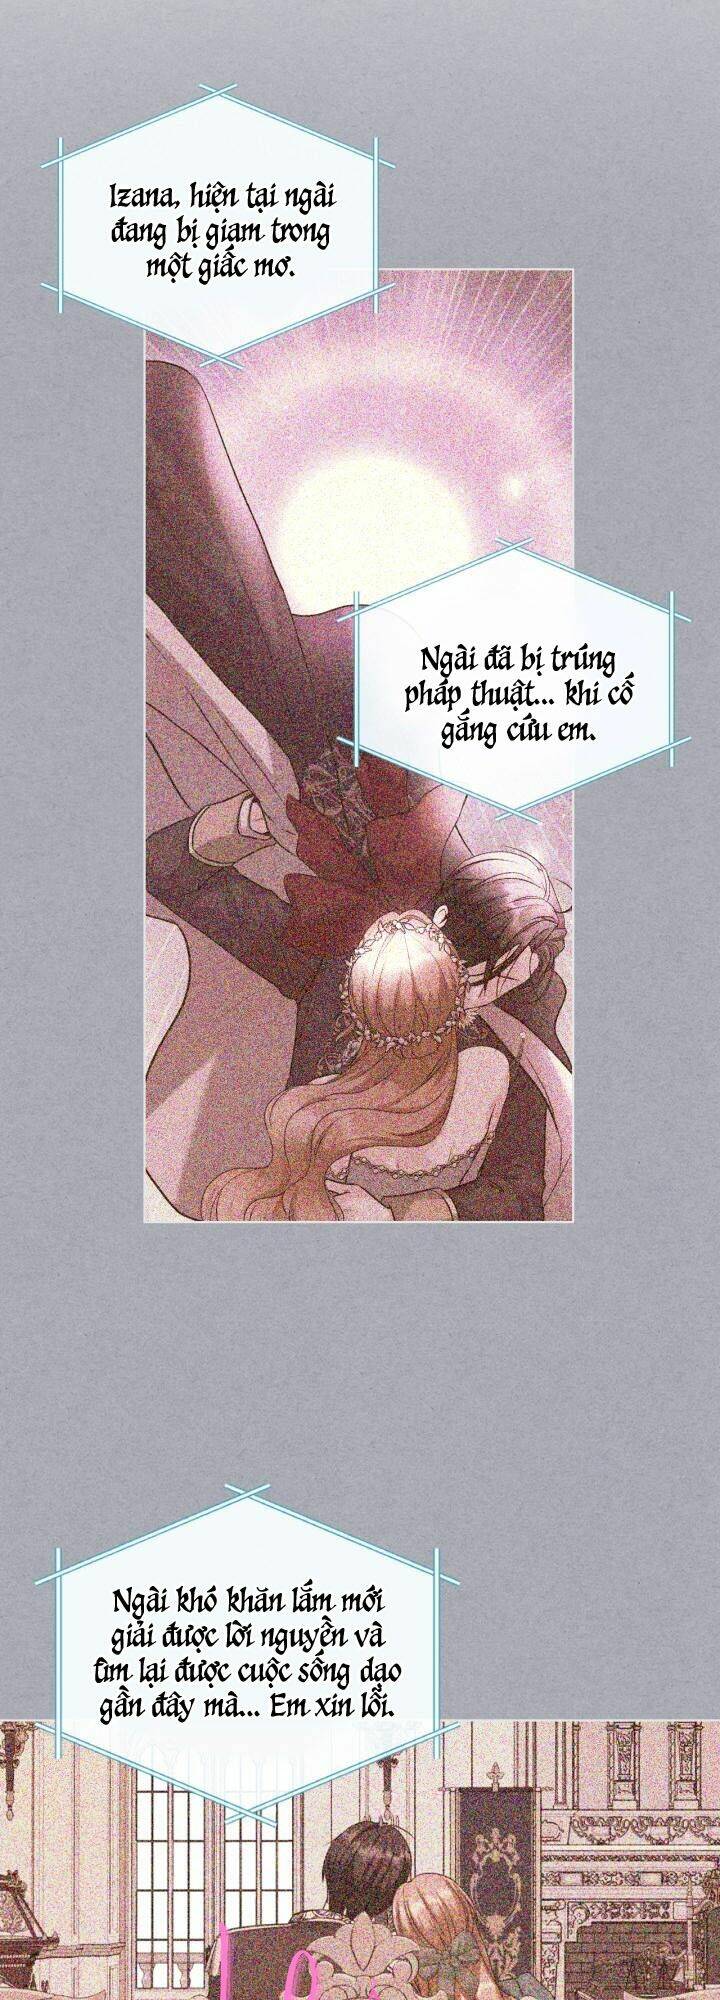 Izana, hiện tại ngài
đang bị giam trong
một giấc mơ.
Ngài đã bị trúng
pháp thuật... khi cố
gắng cứu em.
Ngài khó khăn lắm mới
giải được lời nguyền và
tìm lại được cuộc sống dạo
gần đây mà... Em xin lỗi.